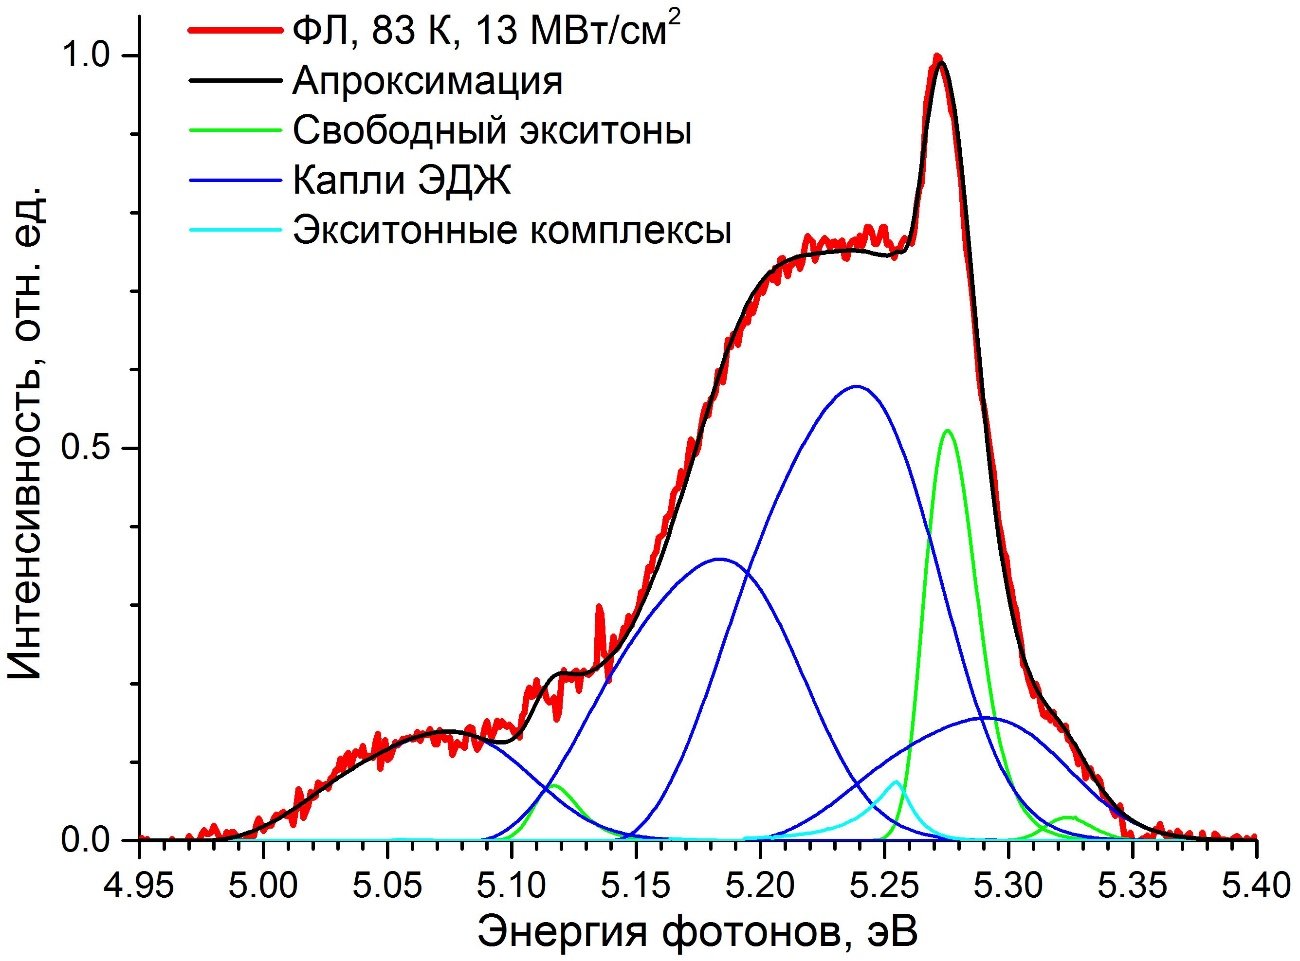 ФЛ, 83 К, 13 МВт/см²
Апроксимация
Свободный экситоны
Капли ЭДЖ
Экситонные комплексы
Интенсивность, отн. ед.
1.0
0.5
0.0
4.95 5.00 5.05 5.10 5.15 5.20 5.25 5.30 5.35 5.40
Энергия фотонов, эВ